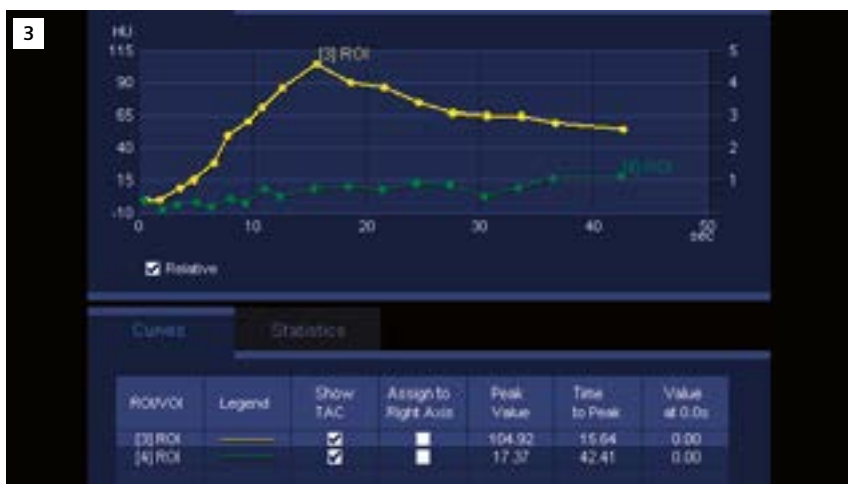 3
HU
115
90
65
40
15
-10
[3] ROI
[4] ROI
5
4
3
2
1
0 10 20 30 40 50
sec
Relative
Curves Statistics
ROI/VOI Legend Show TAC Assign to Right Axis Peak Value Time to Peak Value at 0.0s
[3] ROI 104.92 15.64 0.00
[4] ROI 17.37 42.41 0.00